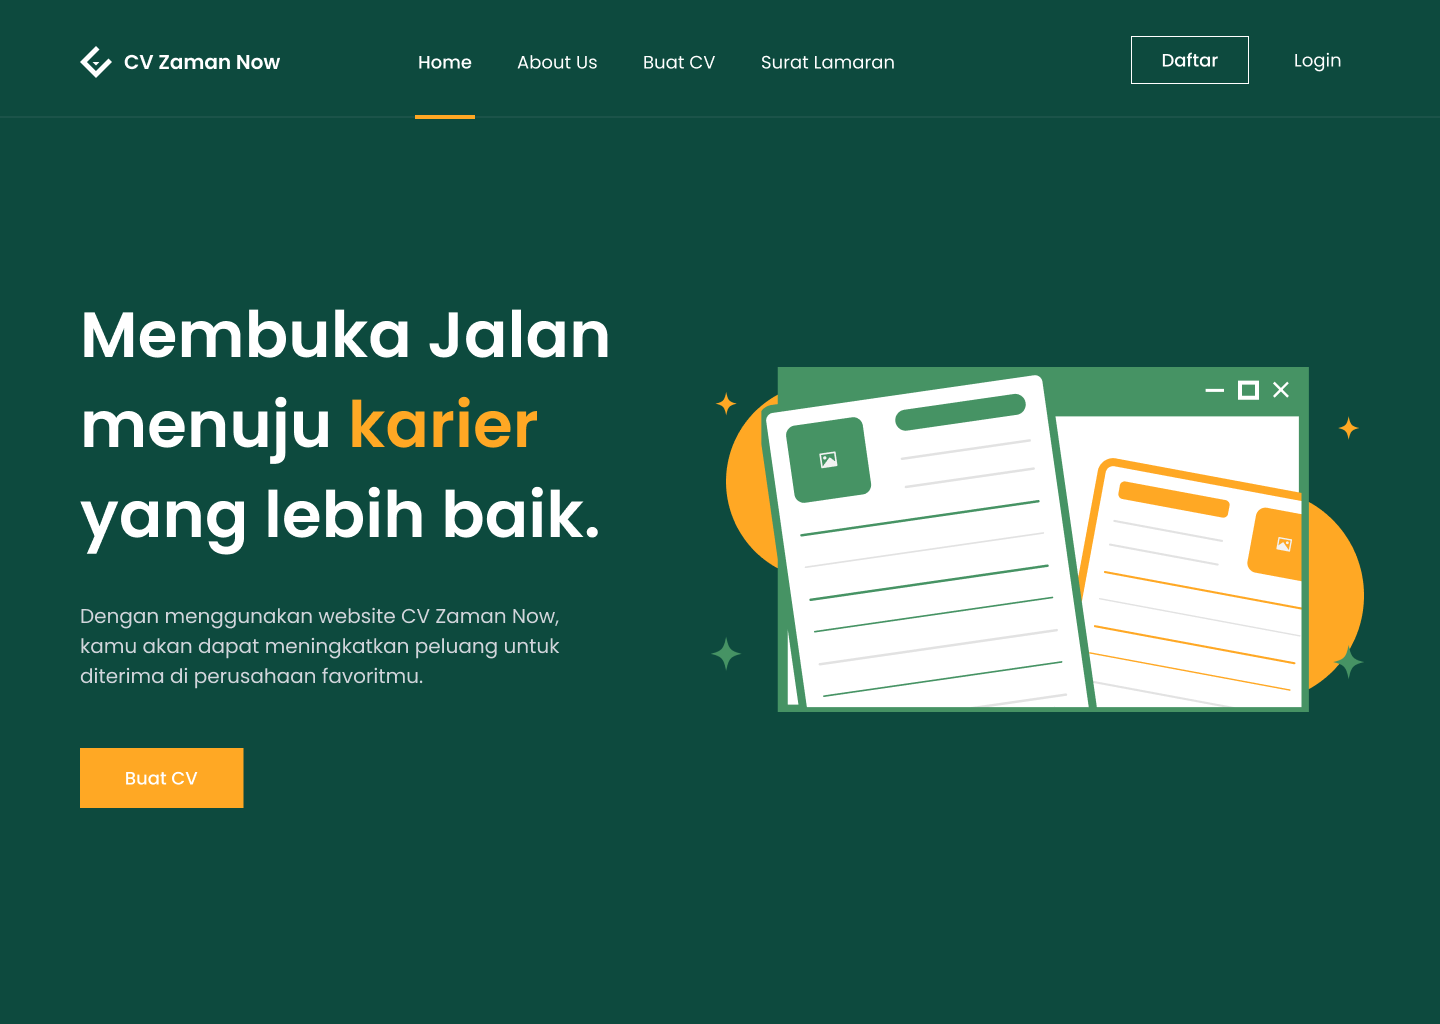 CV Zaman Now
Home
About Us
Buat CV
Surat Lamaran
Daftar
Login
Membuka Jalan
menuju karier
yang lebih baik.
Dengan menggunakan website CV Zaman Now,
kamu akan dapat meningkatkan peluang untuk
diterima di perusahaan favoritmu.
Buat CV